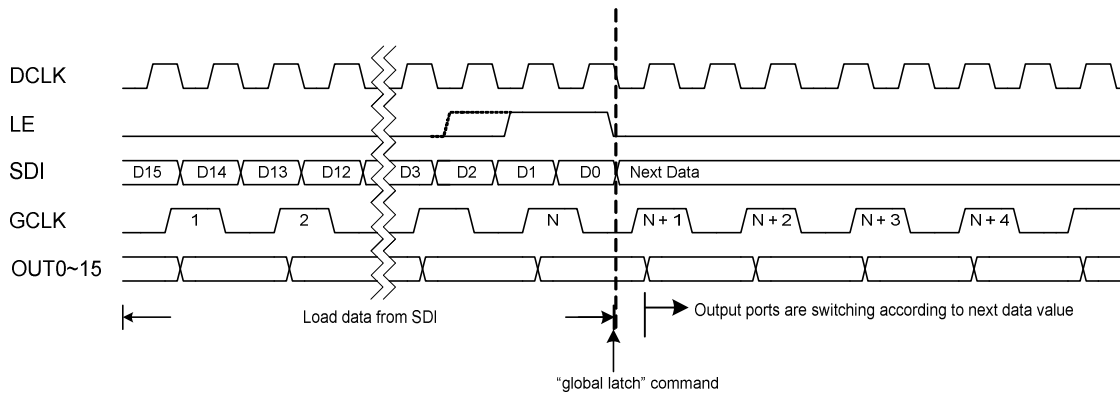 DCLK
LE
SDI D15 D14 D13 D12 D3 D2 D1 D0 Next Data
GCLK 1 2 N N + 1 N + 2 N + 3 N + 4
OUT0~15
Load data from SDI
Output ports are switching according to next data value
“global latch” command